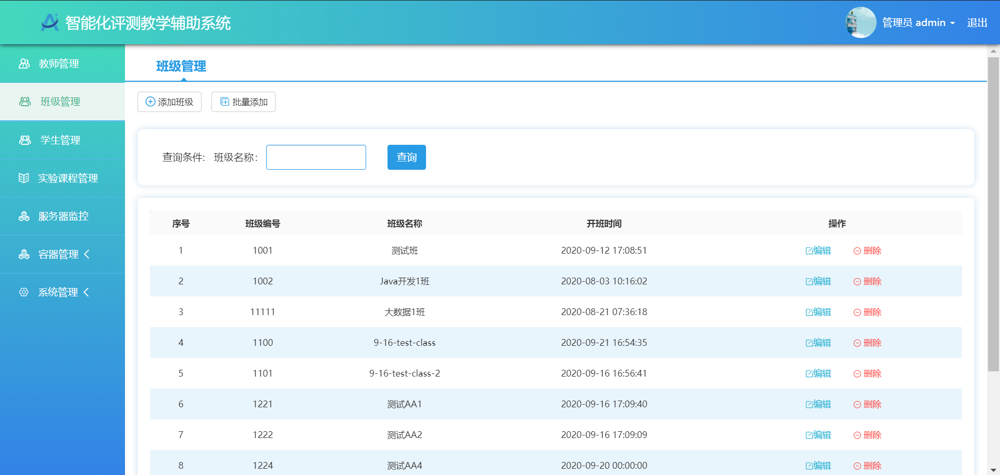 智能化评测教学辅助系统
管理员 admin 退出
教师管理
班级管理
学生管理
实验课程管理
服务器监控
容器管理
系统管理
班级管理
添加班级 批量添加
查询条件: 班级名称: 查询
序号 班级编号 班级名称 开班时间 操作
1 1001 测试班 2020-09-12 17:08:51 编辑 删除
2 1002 Java开发1班 2020-08-03 10:16:02 编辑 删除
3 11111 大数据1班 2020-08-21 07:36:18 编辑 删除
4 1100 9-16-test-class 2020-09-21 16:54:35 编辑 删除
5 1101 9-16-test-class-2 2020-09-16 16:56:41 编辑 删除
6 1221 测试AA1 2020-09-16 17:09:40 编辑 删除
7 1222 测试AA2 2020-09-16 17:09:09 编辑 删除
8 1224 测试AA4 2020-09-20 00:00:00 编辑 删除